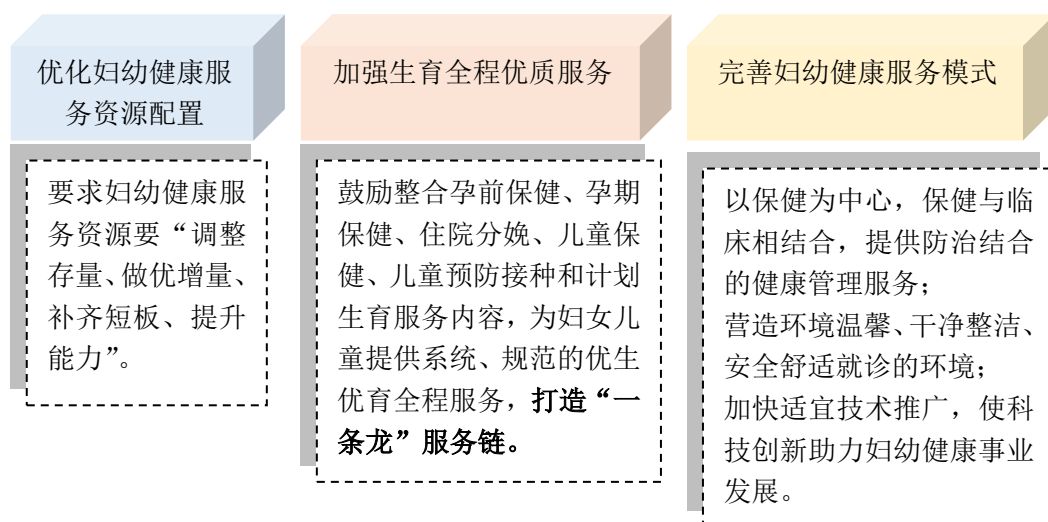 优化妇幼健康服
务资源配置
要求妇幼健康服
务资源要“调整
存量、做优增量、
补齐短板、提升
能力”。
加强生育全程优质服务
鼓励整合孕前保健、孕期
保健、住院分娩、儿童保
健、儿童预防接种和计划
生育服务内容，为妇女儿
童提供系统、规范的优生
优育全程服务，打造“一
条龙”服务链。
完善妇幼健康服务模式
以保健为中心，保健与临
床相结合，提供防治结合
的健康管理服务；
营造环境温馨、干净整洁、
安全舒适就诊的环境；
加快适宜技术推广，使科
技创新助力妇幼健康事业
发展。